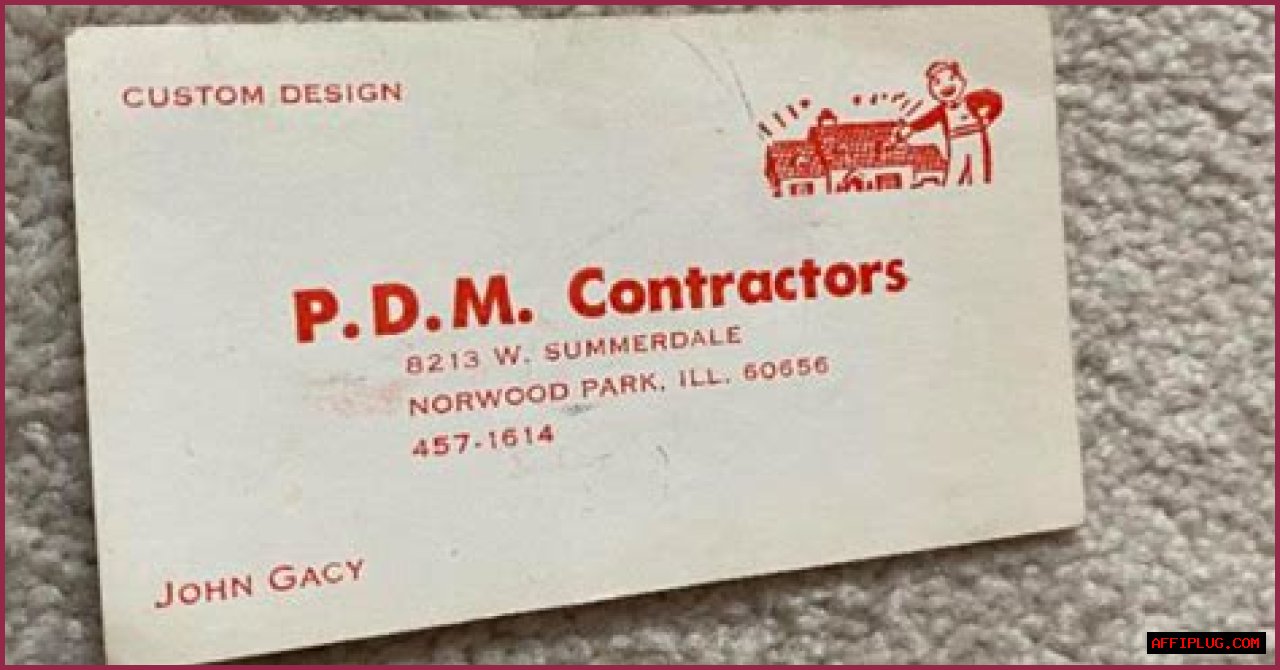 CUSTOM DESIGN
P.D.M. Contractors
8213 W. SUMMERDALE
NORWOOD PARK, ILL. 60656
457-1614
JOHN GACY
AFFIPLUG.COM